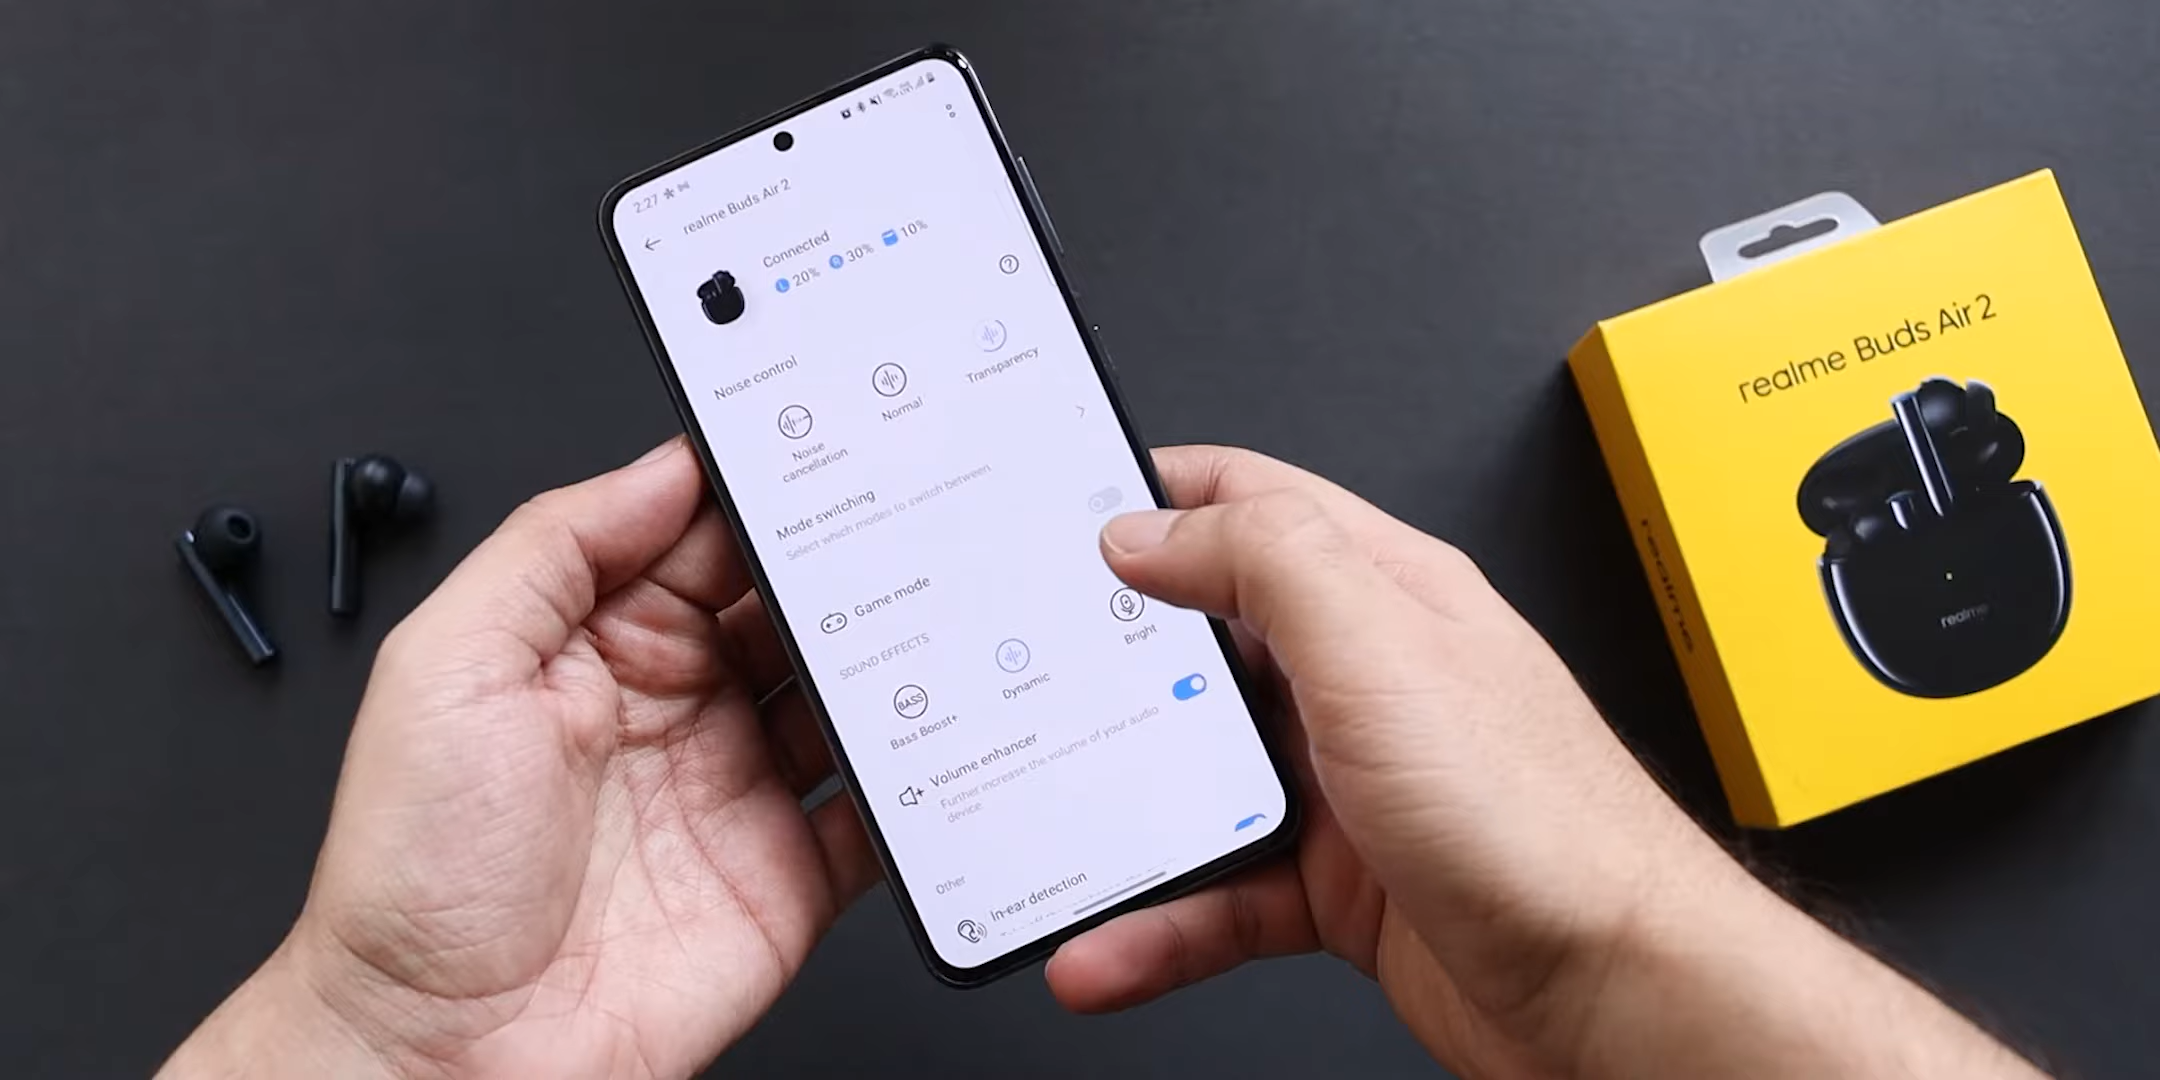 2:27
realme Buds Air 2
Connected
L 20% R 30% 10%
Noise control
Noise
cancellation
Normal
Transparency
Mode switching
Select which modes to switch between
Game mode
SOUND EFFECTS
BASS
Bass Boost+
Dynamic
Bright
Volume enhancer
Further increase the volume of your audio
device
Other
In-ear detection
realme Buds Air 2
realme
realme